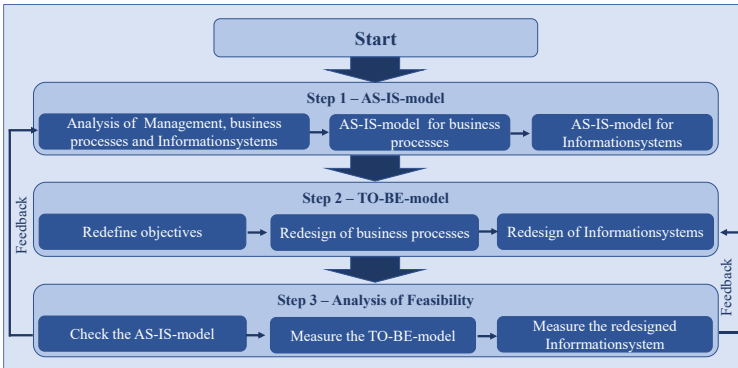 Start
Step 1 – AS-IS-model
Analysis of Management, business
processes and Informationsystems
AS-IS-model for business
processes
AS-IS-model for
Informationsystems
Step 2 – TO-BE-model
Redefine objectives
Redesign of business processes
Redesign of Informationsystems
Step 3 – Analysis of Feasibility
Check the AS-IS-model
Measure the TO-BE-model
Measure the redesigned
Inforrmationsystem
Feedback
Feedback